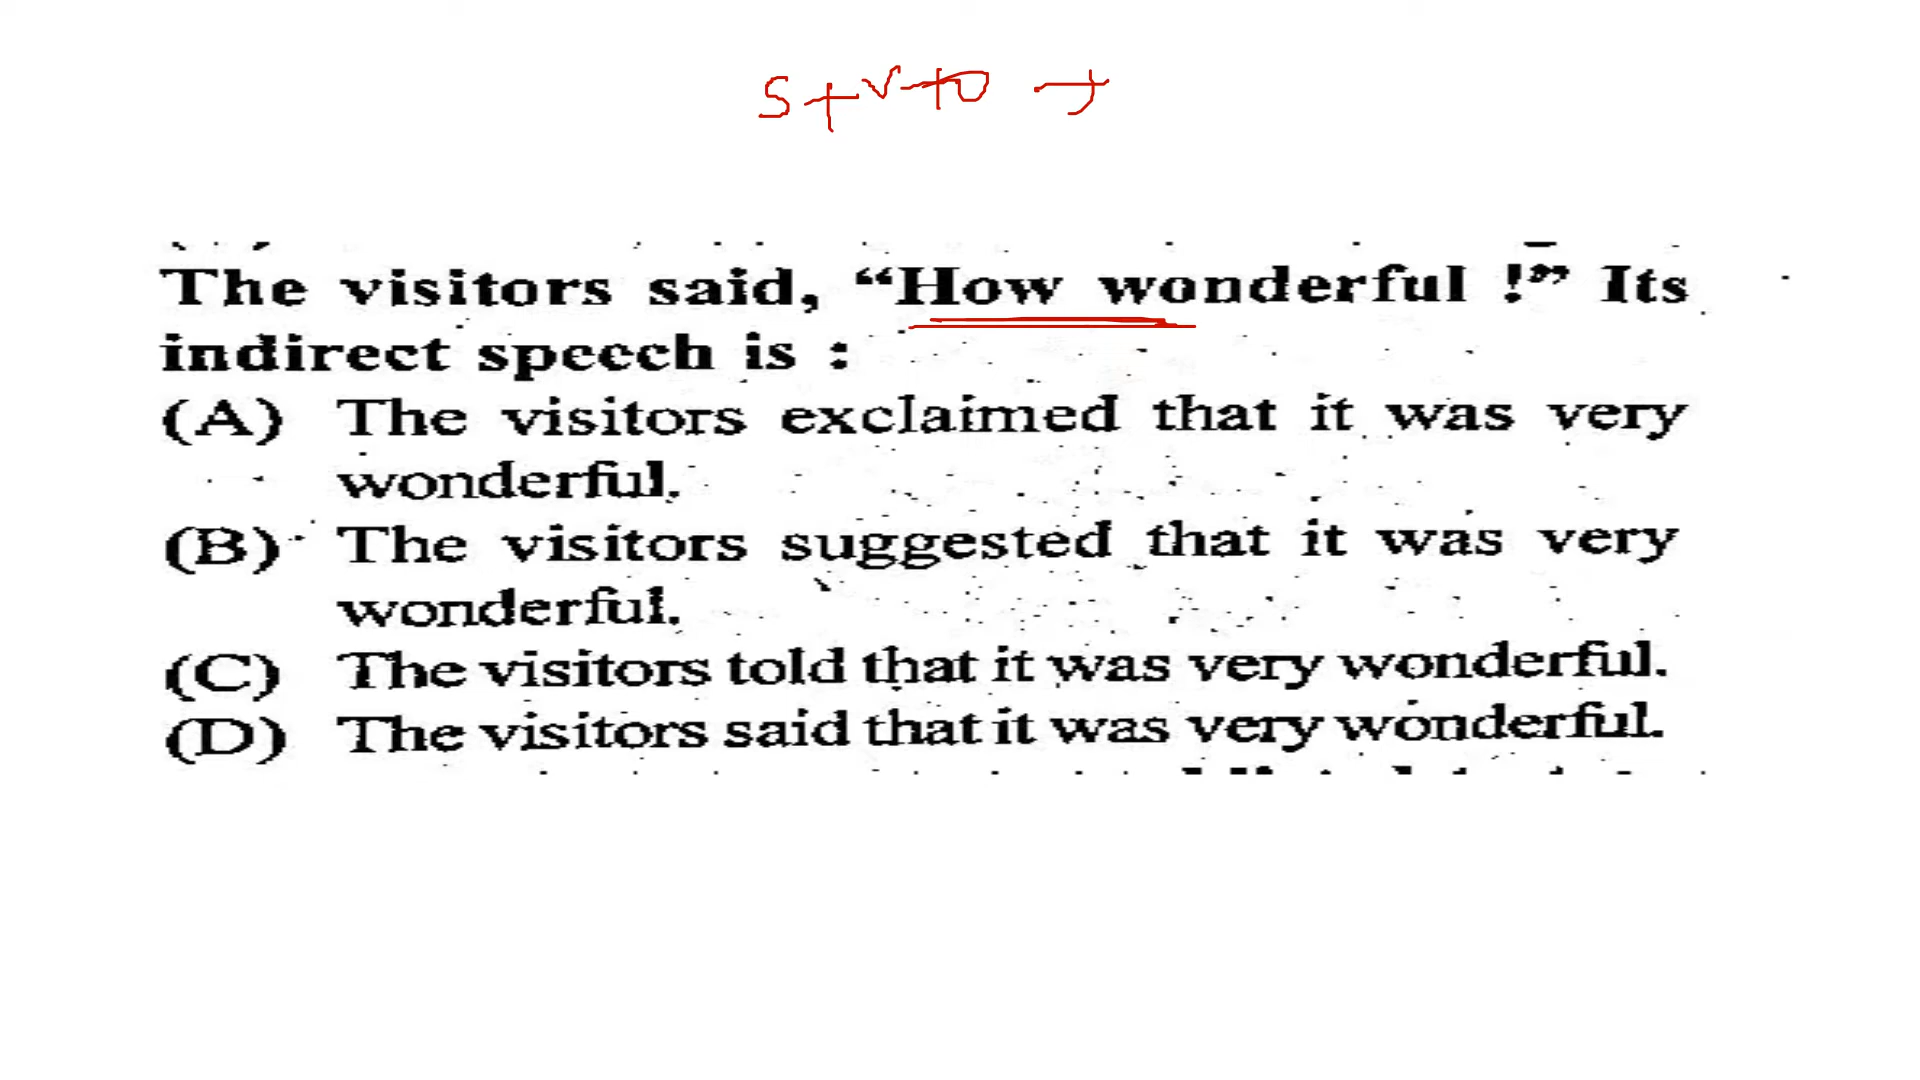 S + V + O →
The visitors said, “How wonderful !” Its
indirect speech is :
(A) The visitors exclaimed that it was very
wonderful.
(B) The visitors suggested that it was very
wonderful.
(C) The visitors told that it was very wonderful.
(D) The visitors said that it was very wonderful.